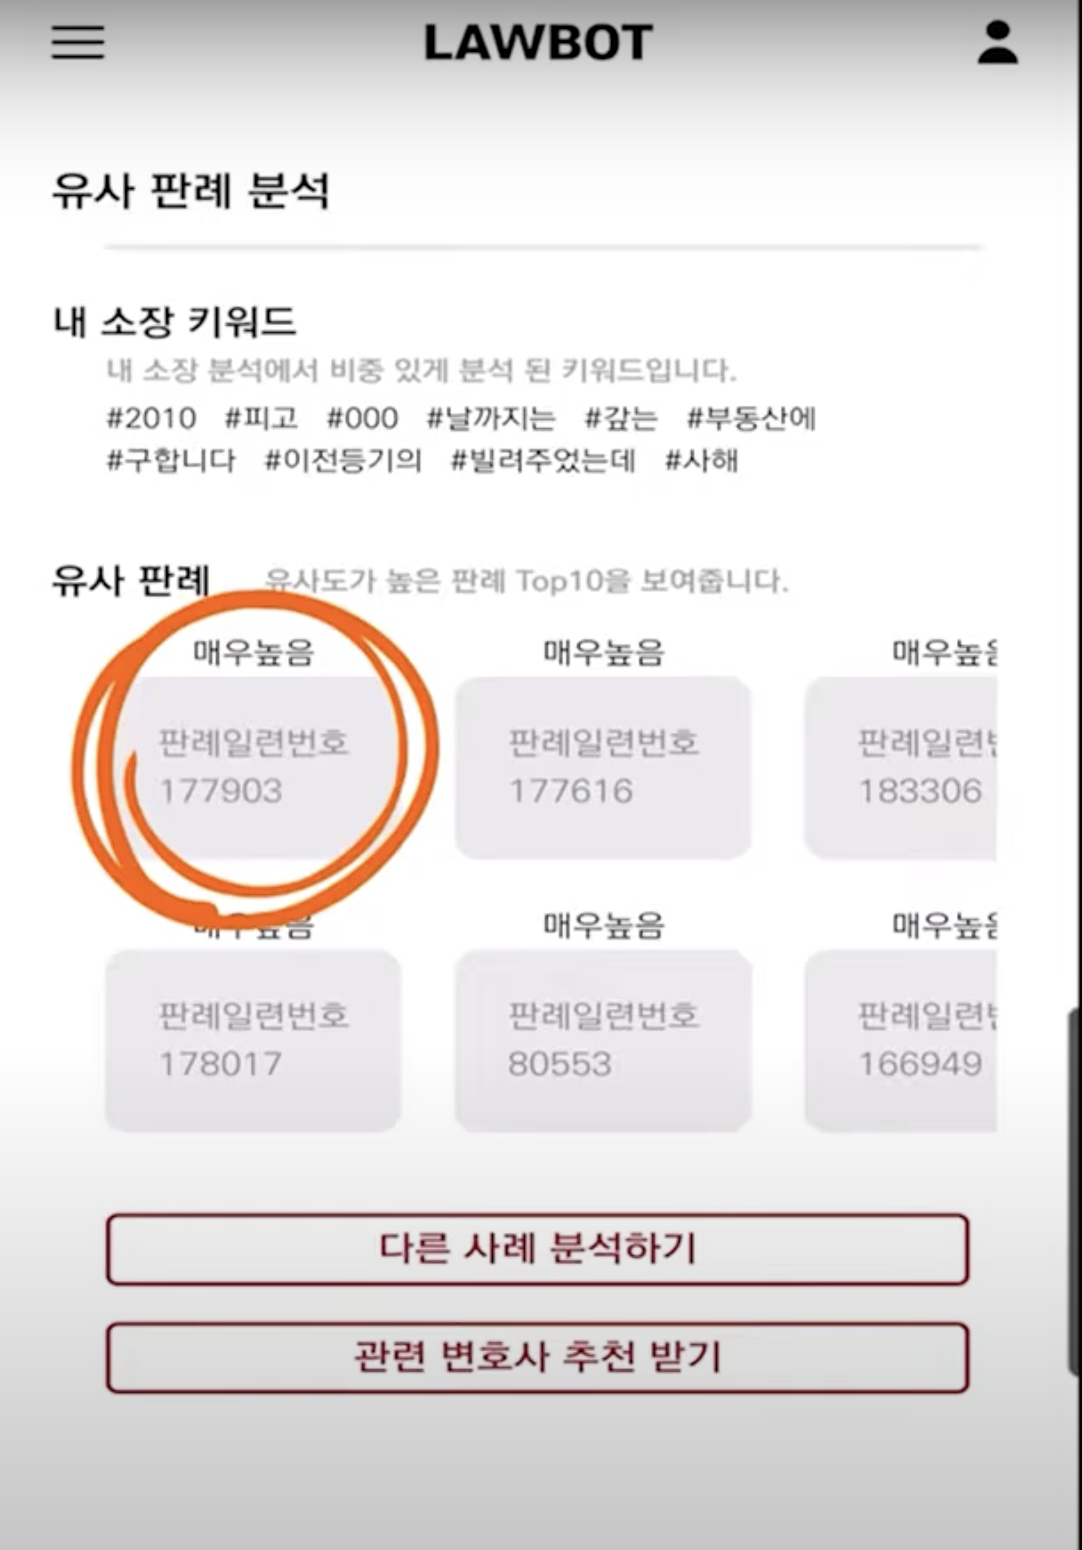 LAWBOT
유사 판례 분석
내 소장 키워드
내 소장 분석에서 비중 있게 분석 된 키워드입니다.
#2010 #피고 #000 #날까지는 #갚는 #부동산에
#구합니다 #이전등기의 #빌려주었는데 #사해
유사 판례 유사도가 높은 판례 Top10을 보여줍니다.
매우높음 매우높음 매우높음
판례일련번호 판례일련번호 판례일련번
177903 177616 183306
매우높음 매우높음 매우높음
판례일련번호 판례일련번호 판례일련번
178017 80553 166949
다른 사례 분석하기
관련 변호사 추천 받기